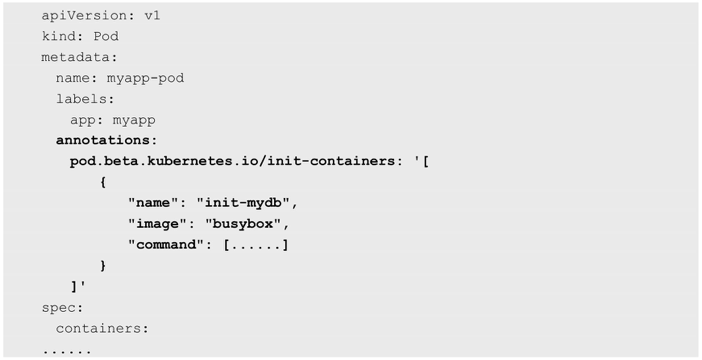 apiVersion: v1
kind: Pod
metadata:
  name: myapp-pod
  labels:
    app: myapp
  annotations:
    pod.beta.kubernetes.io/init-containers: '[
        {
            "name": "init-mydb",
            "image": "busybox",
            "command": [......]
        }
    ]'
spec:
  containers:
......